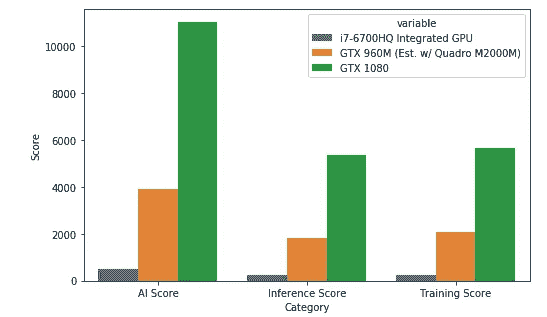 variable
i7-6700HQ Integrated GPU
GTX 960M (Est. w/ Quadro M2000M)
GTX 1080
Score
10000
8000
6000
4000
2000
0
AI Score
Inference Score
Training Score
Category